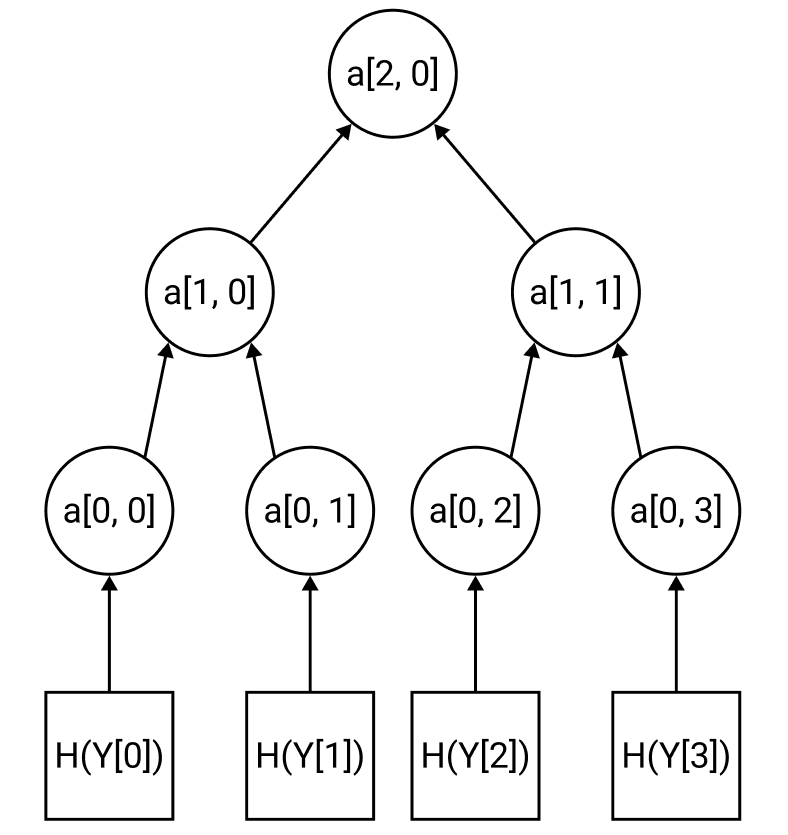 a[2, 0]
a[1, 0]
a[1, 1]
a[0, 0]
a[0, 1]
a[0, 2]
a[0, 3]
H(Y[0])
H(Y[1])
H(Y[2])
H(Y[3])